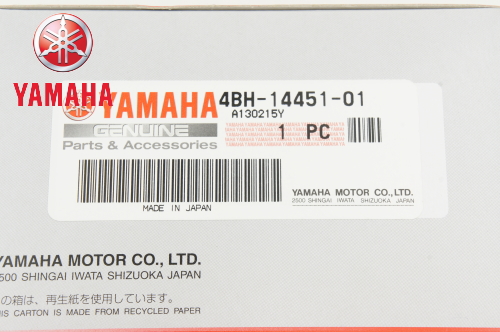 YAMAHA
YAMAHA 4BH-14451-01
A130215Y
GENUINE
Parts & Accessories
1 PC
MADE IN JAPAN
YAMAHA MOTOR CO., LTD.
2500 SHINGAI IWATA SHIZUOKA JAPAN
YAMAHA MOTOR CO., LTD.
2500 SHINGAI IWATA SHIZUOKA JAPAN
の箱は、再生紙を使用しています。
THIS CARTON IS MADE FROM RECYCLED PAPER